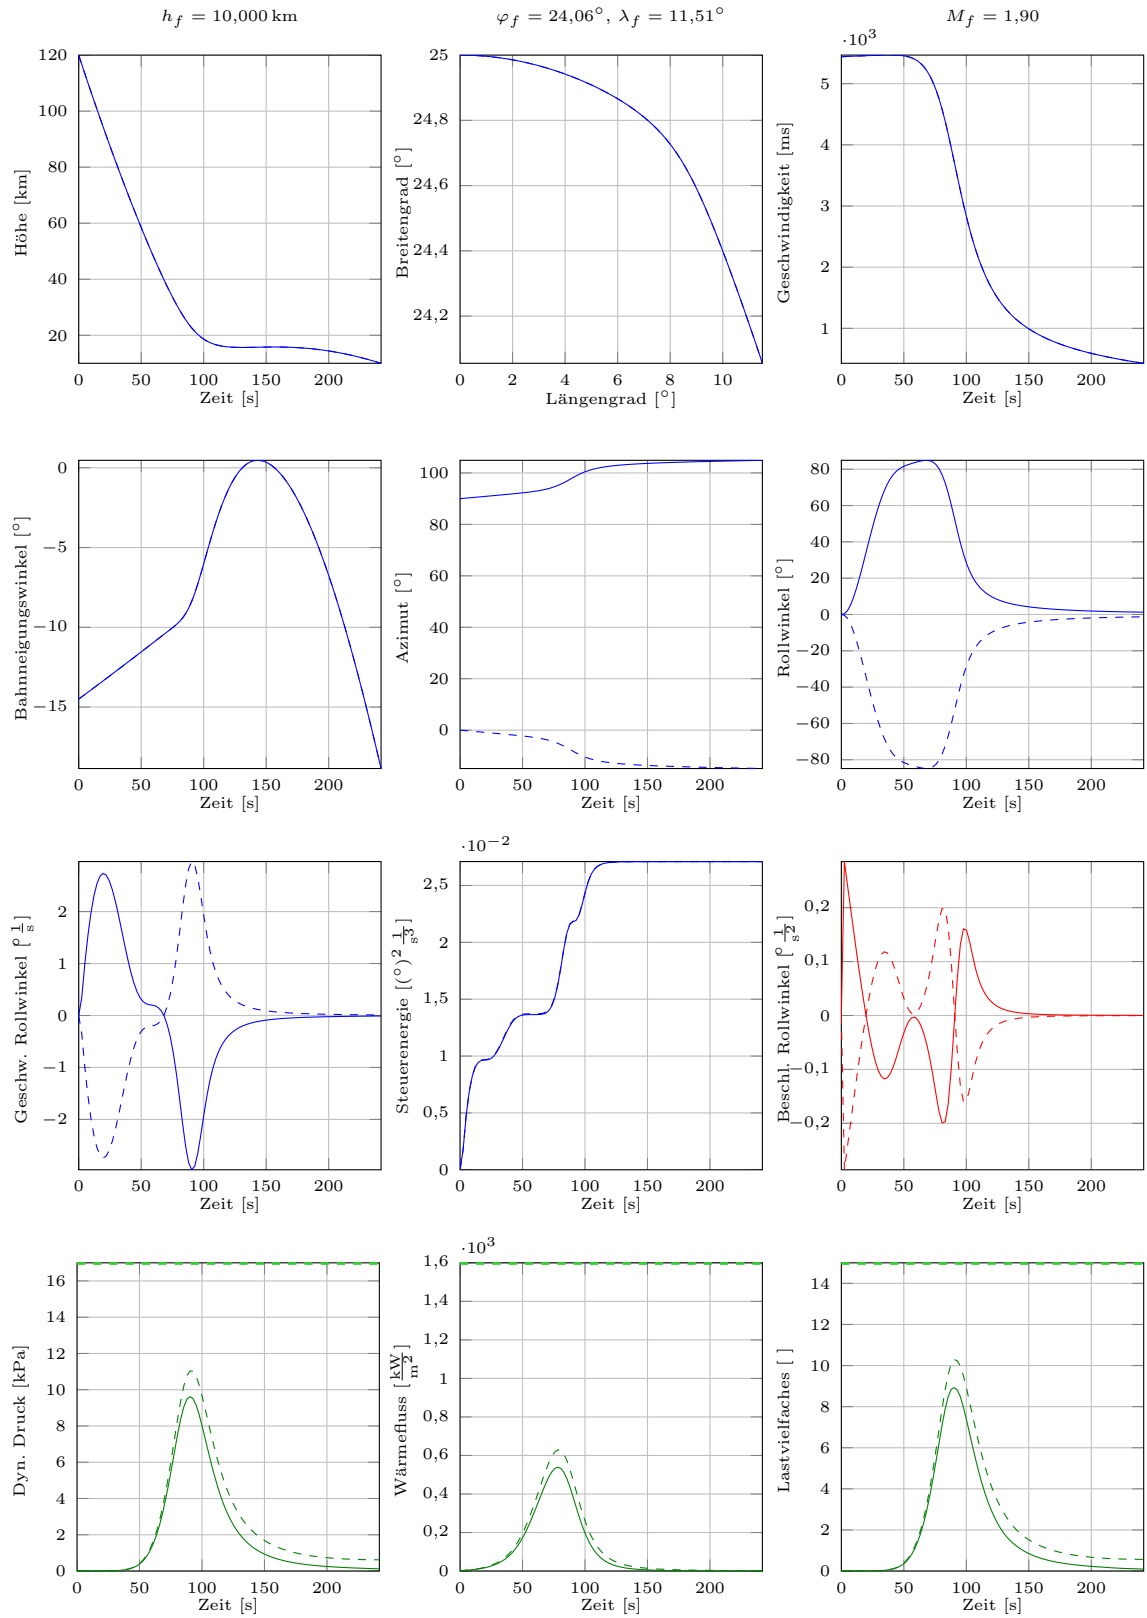 h_f = 10,000 km
φ_f = 24,06°, λ_f = 11,51°
M_f = 1,90
120
100
80
60
40
20
0 50 100 150 200
Zeit [s]
Höhe [km]
25
24,8
24,6
24,4
24,2
0 2 4 6 8 10
Längengrad [°]
Breitengrad [°]
·10³
5
4
3
2
1
0 50 100 150 200
Zeit [s]
Geschwindigkeit [ms]
0
−5
−10
−15
0 50 100 150 200
Zeit [s]
Bahnneigungswinkel [°]
100
80
60
40
20
0
0 50 100 150 200
Zeit [s]
Azimut [°]
80
60
40
20
0
−20
−40
−60
−80
0 50 100 150 200
Zeit [s]
Rollwinkel [°]
2
1
0
−1
−2
0 50 100 150 200
Zeit [s]
Geschw. Rollwinkel [° 1/s]
·10⁻²
2,5
2
1,5
1
0,5
0
0 50 100 150 200
Zeit [s]
Steuerenergie [(°)² 1/s³]
0,2
0,1
0
−0,1
−0,2
0 50 100 150 200
Zeit [s]
Beschl. Rollwinkel [° 1/s²]
16
14
12
10
8
6
4
2
0
0 50 100 150 200
Zeit [s]
Dyn. Druck [kPa]
·10³
1,6
1,4
1,2
1
0,8
0,6
0,4
0,2
0
0 50 100 150 200
Zeit [s]
Wärmefluss [kW/m²]
14
12
10
8
6
4
2
0
0 50 100 150 200
Zeit [s]
Lastvielfaches [ ]